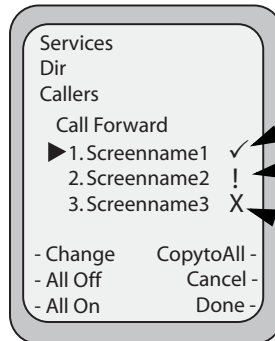 Services
Dir
Callers
Call Forward
▶1. Screenname1 ✓
2. Screenname2 !
3. Screenname3 X
- Change CopytoAll -
- All Off Cancel -
- All On Done -